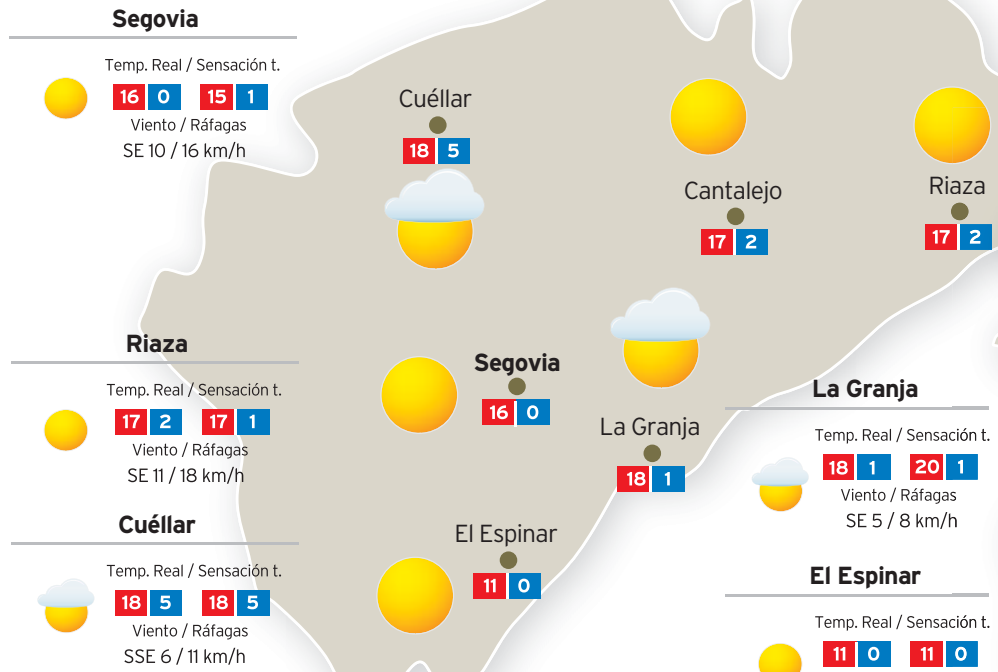 Segovia
Temp. Real / Sensación t.
16 0 15 1
Viento / Ráfagas
SE 10 / 16 km/h
Cuéllar
18 5
Cantalejo
17 2
Riaza
17 2
Segovia
16 0
La Granja
18 1
El Espinar
11 0
Riaza
Temp. Real / Sensación t.
17 2 17 1
Viento / Ráfagas
SE 11 / 18 km/h
Cuéllar
Temp. Real / Sensación t.
18 5 18 5
Viento / Ráfagas
SSE 6 / 11 km/h
La Granja
Temp. Real / Sensación t.
18 1 20 1
Viento / Ráfagas
SE 5 / 8 km/h
El Espinar
Temp. Real / Sensación t.
11 0 11 0